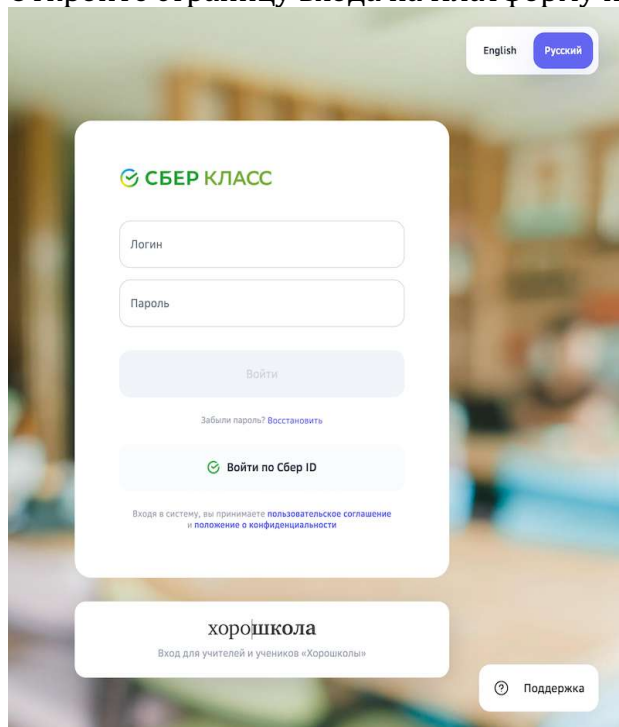 Откройте страницу входа на платформу
English
Русский
СБЕР КЛАСС
Логин
Пароль
Войти
Забыли пароль? Восстановить
Войти по Сбер ID
Входя в систему, вы принимаете пользовательское соглашение
и положение о конфиденциальности
хорошкола
Вход для учителей и учеников «Хорошколы»
Поддержка